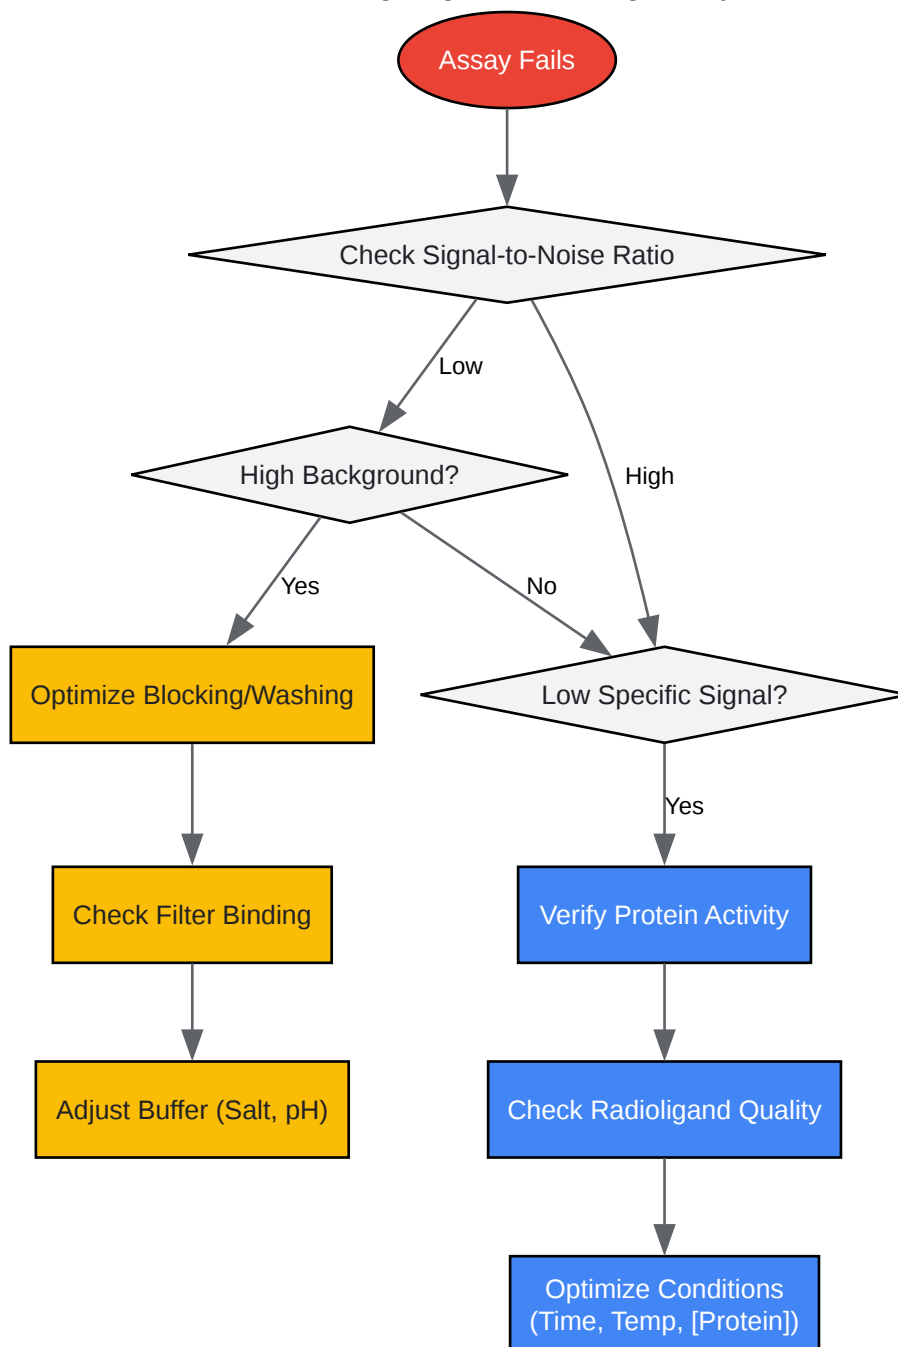 Assay Fails
Check Signal-to-Noise Ratio
Low
High Background?
High
Yes
No
Optimize Blocking/Washing
Low Specific Signal?
Yes
Check Filter Binding
Verify Protein Activity
Adjust Buffer (Salt, pH)
Check Radioligand Quality
Optimize Conditions
(Time, Temp, [Protein])